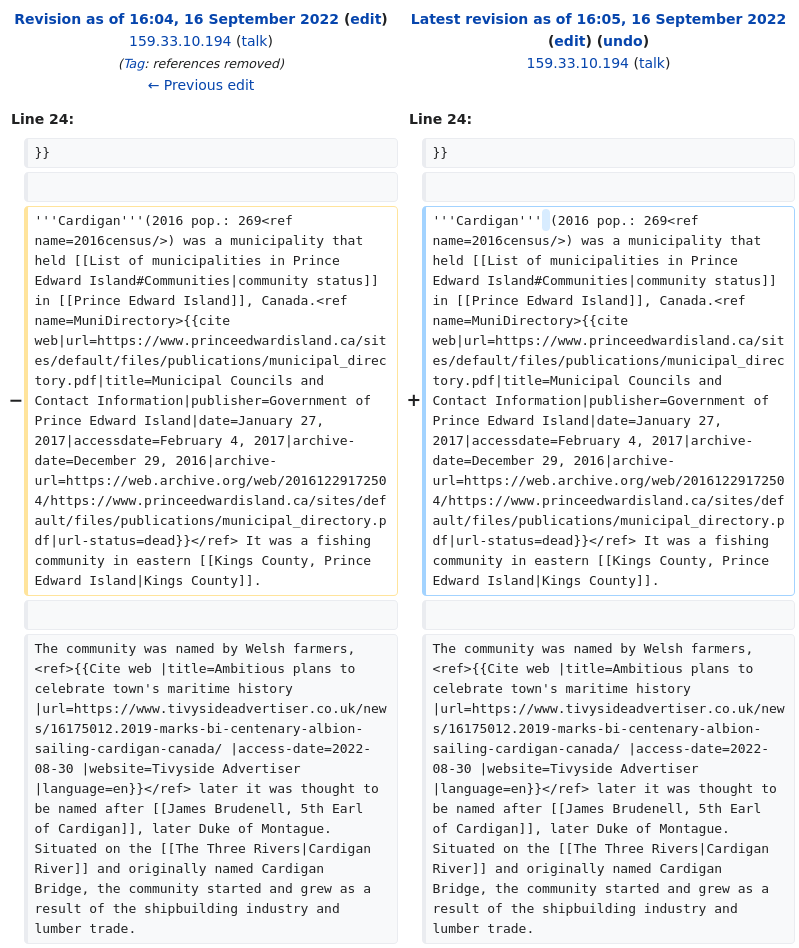 Revision as of 16:04, 16 September 2022 (edit)
159.33.10.194 (talk)
(Tag: references removed)
← Previous edit
Latest revision as of 16:05, 16 September 2022
(edit) (undo)
159.33.10.194 (talk)
Line 24:
Line 24:
}}
}}
−
'''Cardigan'''(2016 pop.: 269<ref
name=2016census/>) was a municipality that
held [[List of municipalities in Prince
Edward Island#Communities|community status]]
in [[Prince Edward Island]], Canada.<ref
name=MuniDirectory>{{cite
web|url=https://www.princeedwardisland.ca/sit
es/default/files/publications/municipal_direc
tory.pdf|title=Municipal Councils and
Contact Information|publisher=Government of
Prince Edward Island|date=January 27,
2017|accessdate=February 4, 2017|archive-
date=December 29, 2016|archive-
url=https://web.archive.org/web/2016122917250
4/https://www.princeedwardisland.ca/sites/def
ault/files/publications/municipal_directory.p
df|url-status=dead}}</ref> It was a fishing
community in eastern [[Kings County, Prince
Edward Island|Kings County]].
+
'''Cardigan''' (2016 pop.: 269<ref
name=2016census/>) was a municipality that
held [[List of municipalities in Prince
Edward Island#Communities|community status]]
in [[Prince Edward Island]], Canada.<ref
name=MuniDirectory>{{cite
web|url=https://www.princeedwardisland.ca/sit
es/default/files/publications/municipal_direc
tory.pdf|title=Municipal Councils and
Contact Information|publisher=Government of
Prince Edward Island|date=January 27,
2017|accessdate=February 4, 2017|archive-
date=December 29, 2016|archive-
url=https://web.archive.org/web/2016122917250
4/https://www.princeedwardisland.ca/sites/def
ault/files/publications/municipal_directory.p
df|url-status=dead}}</ref> It was a fishing
community in eastern [[Kings County, Prince
Edward Island|Kings County]].
The community was named by Welsh farmers,
<ref>{{Cite web |title=Ambitious plans to
celebrate town's maritime history
|url=https://www.tivysideadvertiser.co.uk/new
s/16175012.2019-marks-bi-centenary-albion-
sailing-cardigan-canada/ |access-date=2022-
08-30 |website=Tivyside Advertiser
|language=en}}</ref> later it was thought to
be named after [[James Brudenell, 5th Earl
of Cardigan]], later Duke of Montague.
Situated on the [[The Three Rivers|Cardigan
River]] and originally named Cardigan
Bridge, the community started and grew as a
result of the shipbuilding industry and
lumber trade.
The community was named by Welsh farmers,
<ref>{{Cite web |title=Ambitious plans to
celebrate town's maritime history
|url=https://www.tivysideadvertiser.co.uk/new
s/16175012.2019-marks-bi-centenary-albion-
sailing-cardigan-canada/ |access-date=2022-
08-30 |website=Tivyside Advertiser
|language=en}}</ref> later it was thought to
be named after [[James Brudenell, 5th Earl
of Cardigan]], later Duke of Montague.
Situated on the [[The Three Rivers|Cardigan
River]] and originally named Cardigan
Bridge, the community started and grew as a
result of the shipbuilding industry and
lumber trade.